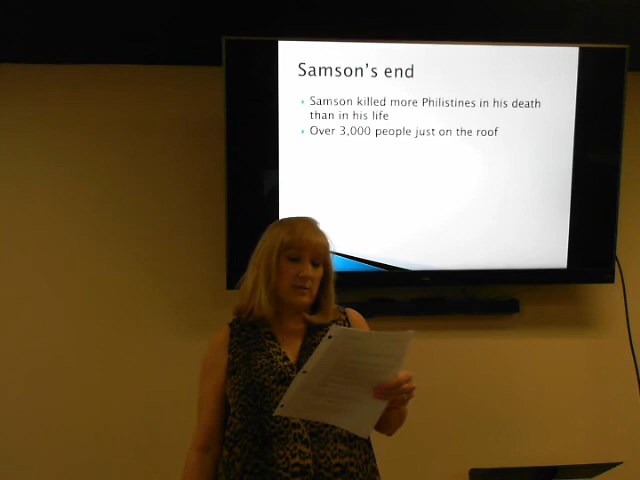 Samson's end
Samson killed more Philistines in his death
than in his life
Over 3,000 people just on the roof